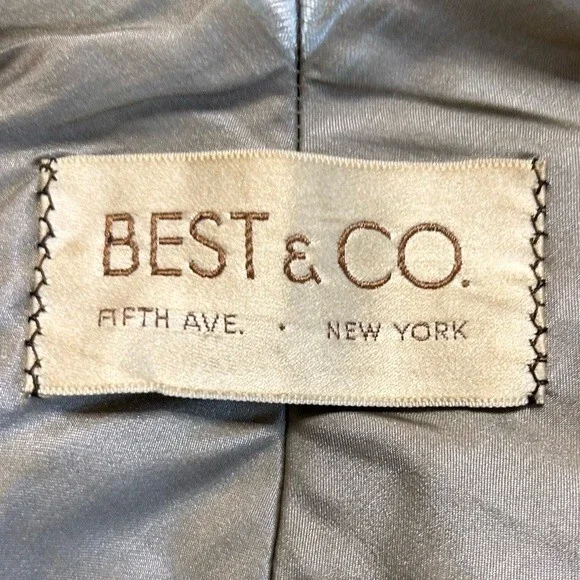 BEST & CO.
FIFTH AVE. · NEW YORK